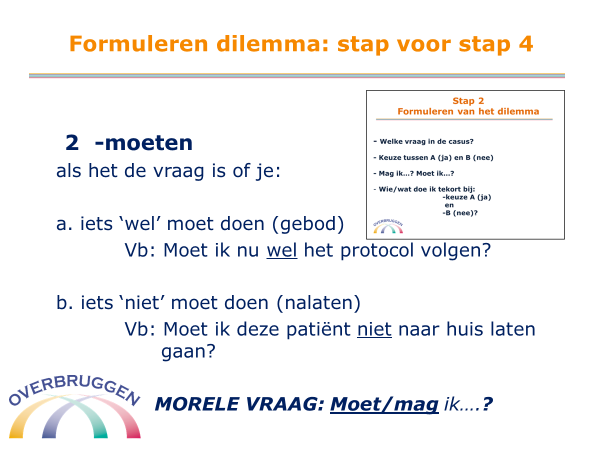 Formuleren dilemma: stap voor stap 4
Stap 2
Formuleren van het dilemma
- Welke vraag in de casus?
- Keuze tussen A (ja) en B (nee)
- Mag ik…? Moet ik…?
- Wie/wat doe ik tekort bij:
-keuze A (ja)
en
-B (nee)?
OVERBRUGGEN
2 -moeten
als het de vraag is of je:
a. iets ‘wel’ moet doen (gebod)
Vb: Moet ik nu wel het protocol volgen?
b. iets ‘niet’ moet doen (nalaten)
Vb: Moet ik deze patiënt niet naar huis laten
gaan?
OVERBRUGGEN
MORELE VRAAG: Moet/mag ik….?